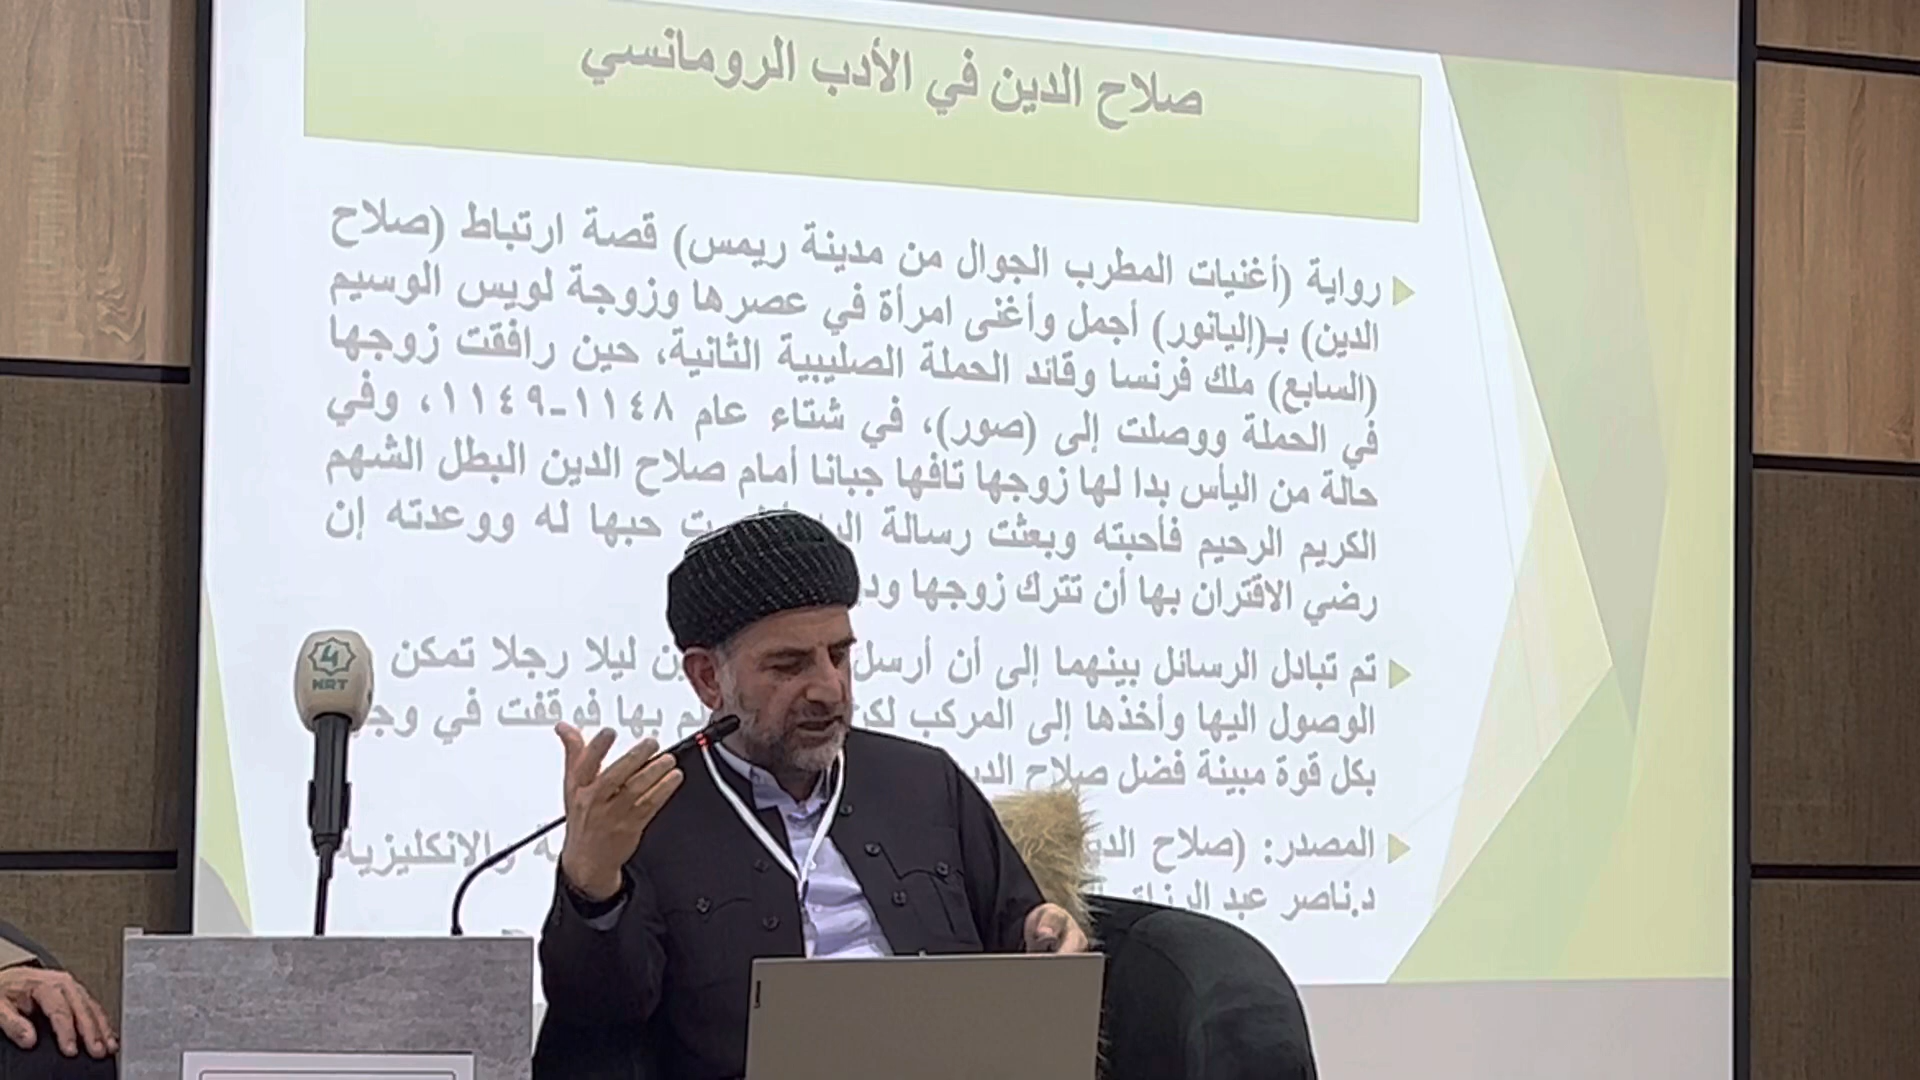 صلاح الدين في الأدب الرومانسي
رواية (أغنيات المطرب الجوال من مدينة ريمس) قصة ارتباط (صلاح
الدين) بـ(إليانور) أجمل وأغنى امرأة في عصرها وزوجة لويس الوسيم
(السابع) ملك فرنسا وقائد الحملة الصليبية الثانية، حين رافقت زوجها
في الحملة ووصلت إلى (صور)، في شتاء عام ١١٤٨-١١٤٩، وفي
حالة من اليأس بدا لها زوجها تافها جبانا أمام صلاح الدين البطل الشهم
الكريم الرحيم فأحبته وبعثت رسالة حبها له ووعدته إن
رضي الاقتران بها أن تترك زوجها
تم تبادل الرسائل بينهما إلى أن أرسل ليلا رجلا تمكن
الوصول اليها وأخذها إلى المركب بها فوقفت في
بكل قوة مبينة فضل صلاح
المصدر: (صلاح والانكليزية
د.ناصر عبد
NRT